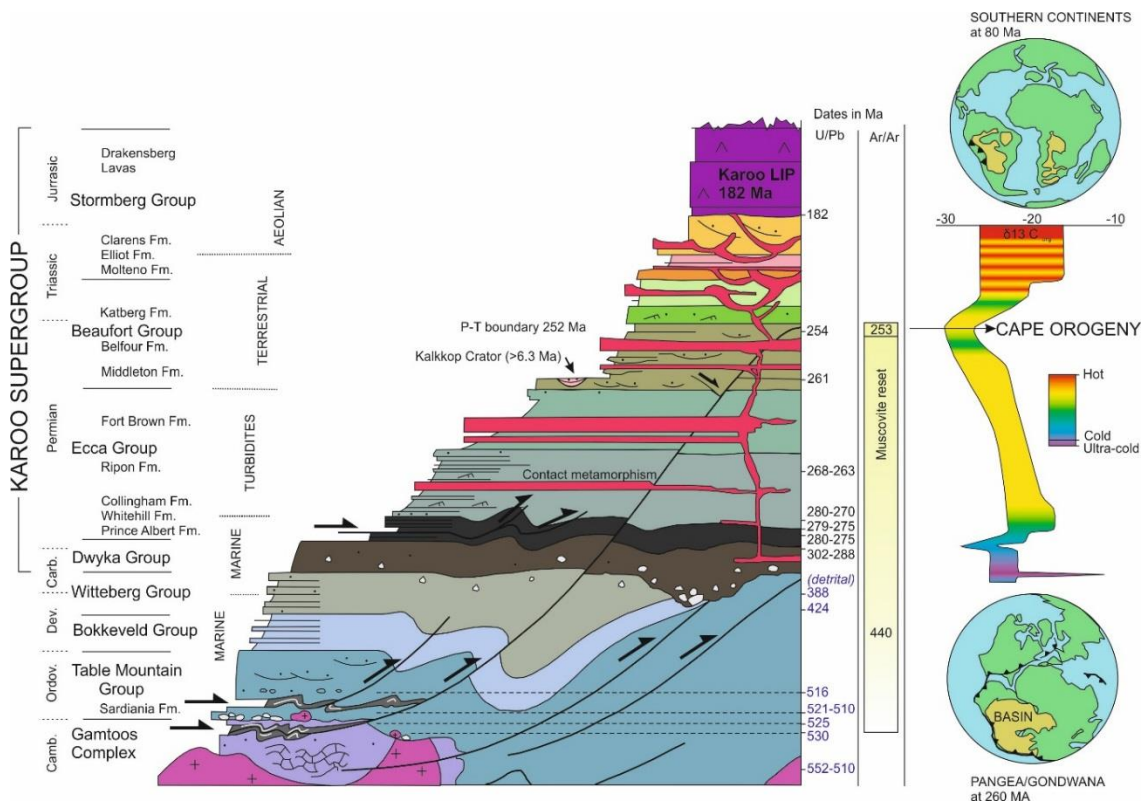 SOUTHERN CONTINENTS
at 80 Ma
Dates in Ma
U/Pb
Ar/Ar
KAROO SUPERGROUP
Jurrasic
Triassic
Permian
Carb.
Dev.
Ordov.
Camb.
Drakensberg
Lavas
Stormberg Group
Clarens Fm.
Elliot Fm.
Molteno Fm.
Katberg Fm.
Beaufort Group
Belfour Fm.
Middleton Fm.
Fort Brown Fm.
Ecca Group
Ripon Fm.
Collingham Fm.
Whitehill Fm.
Prince Albert Fm.
Dwyka Group
Witteberg Group
Bokkeveld Group
Table Mountain
Group
Sardiania Fm.
Gamtoos
Complex
AEOLIAN
TERRESTRIAL
TURBIDITES
MARINE
MARINE
Karoo LIP
182 Ma
P-T boundary 252 Ma
Kalkkop Crator (>6.3 Ma)
Contact metamorphism
182
254
261
268-263
280-270
279-275
280-275
302-288
(detrital)
388
424
516
521-510
525
530
552-510
253
Muscovite reset
440
-30
-20
-10
δ13 C
CAPE OROGENY
Hot
Cold
Ultra-cold
BASIN
PANGEA/GONDWANA
at 260 MA